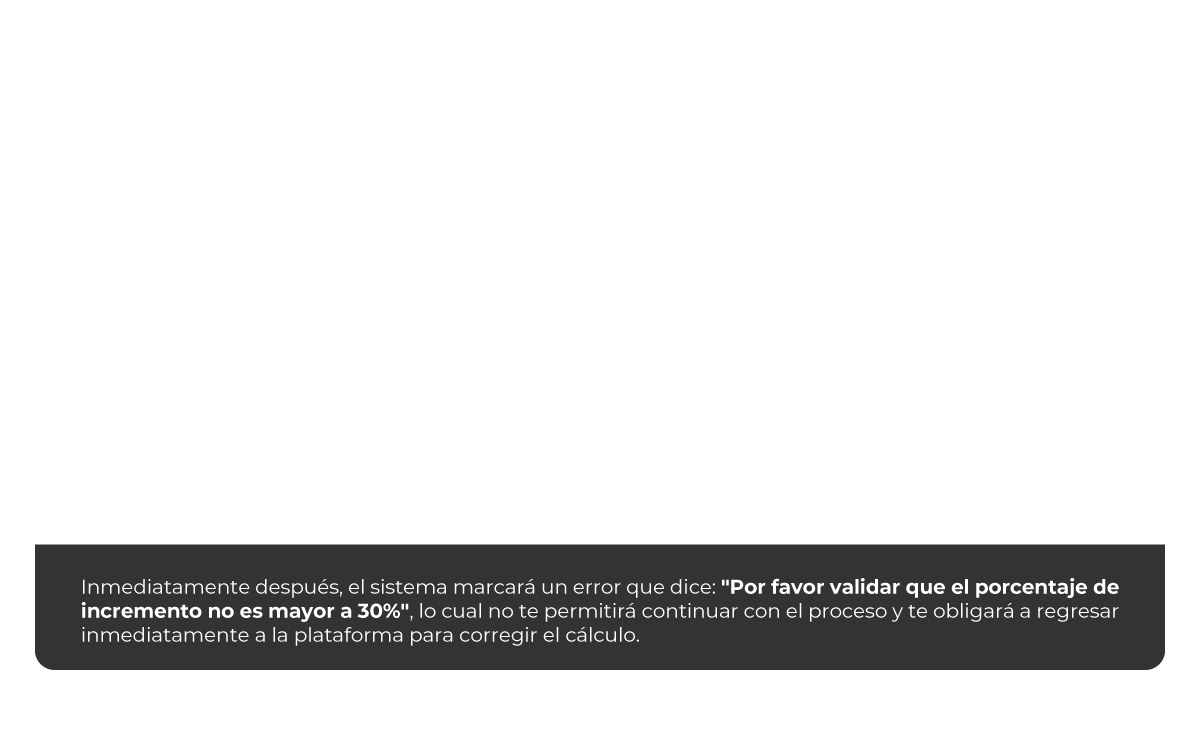 Inmediatamente después, el sistema marcará un error que dice: "Por favor validar que el porcentaje de
incremento no es mayor a 30%", lo cual no te permitirá continuar con el proceso y te obligará a regresar
inmediatamente a la plataforma para corregir el cálculo.